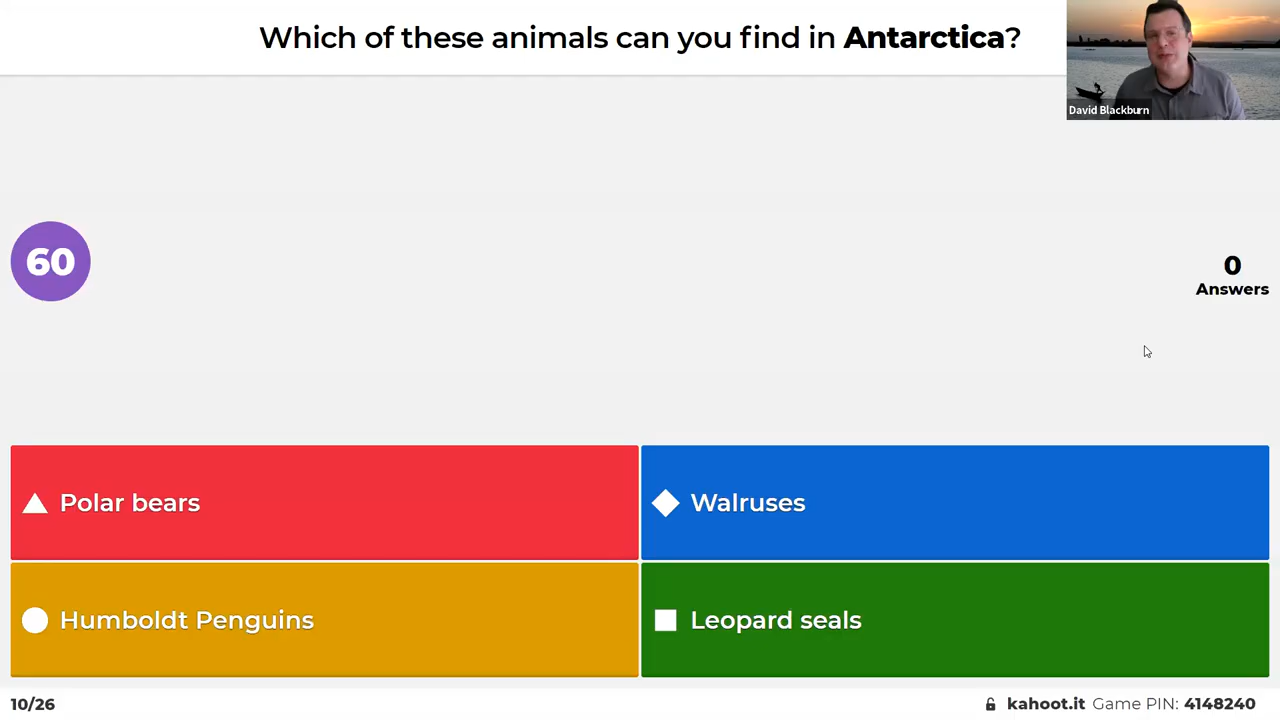 Which of these animals can you find in Antarctica?
David Blackburn
60
0
Answers
Polar bears
Walruses
Humboldt Penguins
Leopard seals
10/26
kahoot.it Game PIN: 4148240